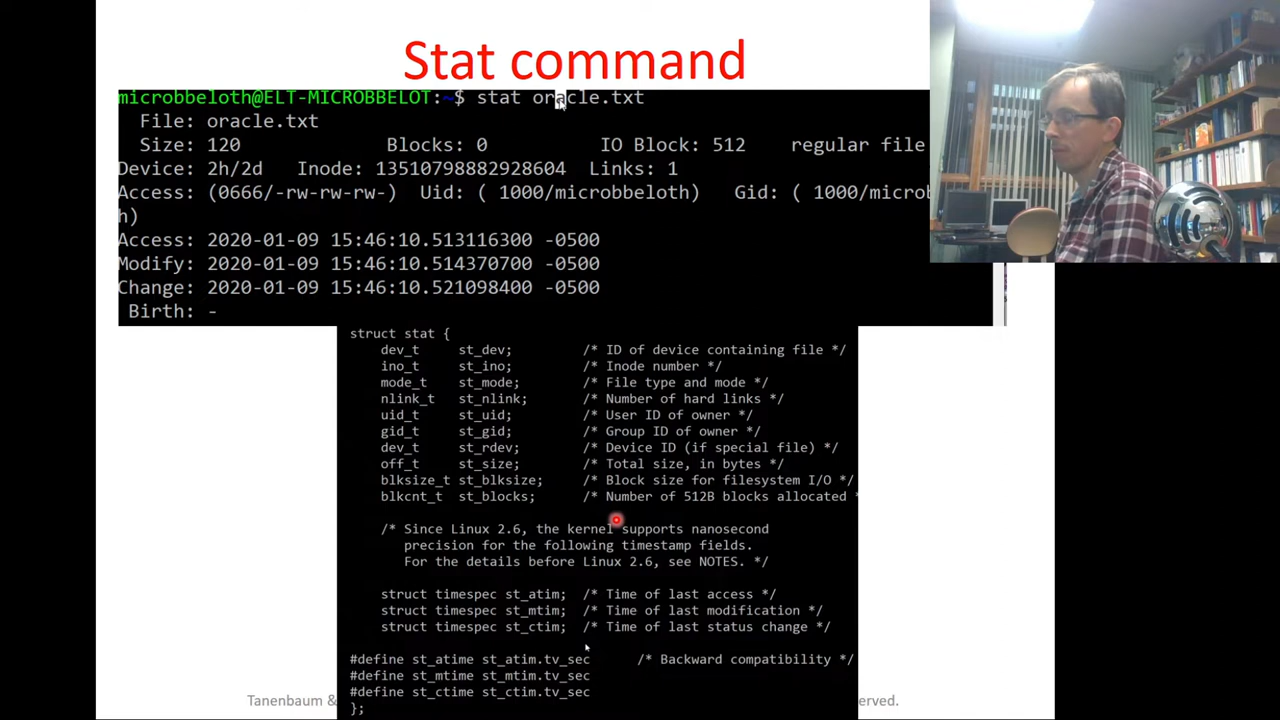 Stat command
microbbeloth@ELT-MICROBBELOT:~$ stat oracle.txt
File: oracle.txt
Size: 120 Blocks: 0 IO Block: 512 regular file
Device: 2h/2d Inode: 13510798882928604 Links: 1
Access: (0666/-rw-rw-rw-) Uid: ( 1000/microbbeloth) Gid: ( 1000/microb
h)
Access: 2020-01-09 15:46:10.513116300 -0500
Modify: 2020-01-09 15:46:10.514370700 -0500
Change: 2020-01-09 15:46:10.521098400 -0500
Birth: -
struct stat {
dev_t st_dev; /* ID of device containing file */
ino_t st_ino; /* Inode number */
mode_t st_mode; /* File type and mode */
nlink_t st_nlink; /* Number of hard links */
uid_t st_uid; /* User ID of owner */
gid_t st_gid; /* Group ID of owner */
dev_t st_rdev; /* Device ID (if special file) */
off_t st_size; /* Total size, in bytes */
blksize_t st_blksize; /* Block size for filesystem I/O */
blkcnt_t st_blocks; /* Number of 512B blocks allocated *
/* Since Linux 2.6, the kernel supports nanosecond
precision for the following timestamp fields.
For the details before Linux 2.6, see NOTES. */
struct timespec st_atim; /* Time of last access */
struct timespec st_mtim; /* Time of last modification */
struct timespec st_ctim; /* Time of last status change */
#define st_atime st_atim.tv_sec /* Backward compatibility */
#define st_mtime st_mtim.tv_sec
#define st_ctime st_ctim.tv_sec
};
Tanenbaum & erved.